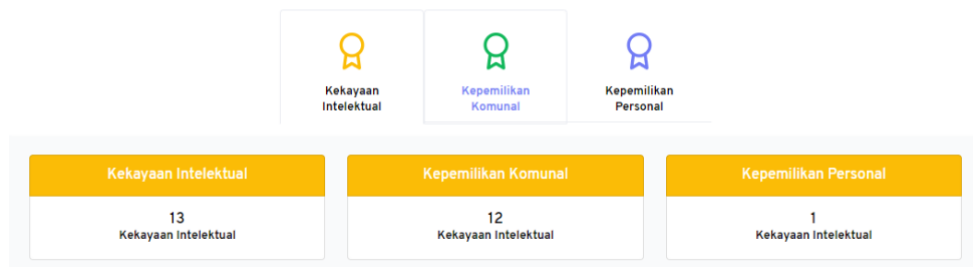 Kekayaan
Intelektual
Kepemilikan
Komunal
Kepemilikan
Personal
Kekayaan Intelektual
13
Kekayaan Intelektual
Kepemilikan Komunal
12
Kekayaan Intelektual
Kepemilikan Personal
1
Kekayaan Intelektual